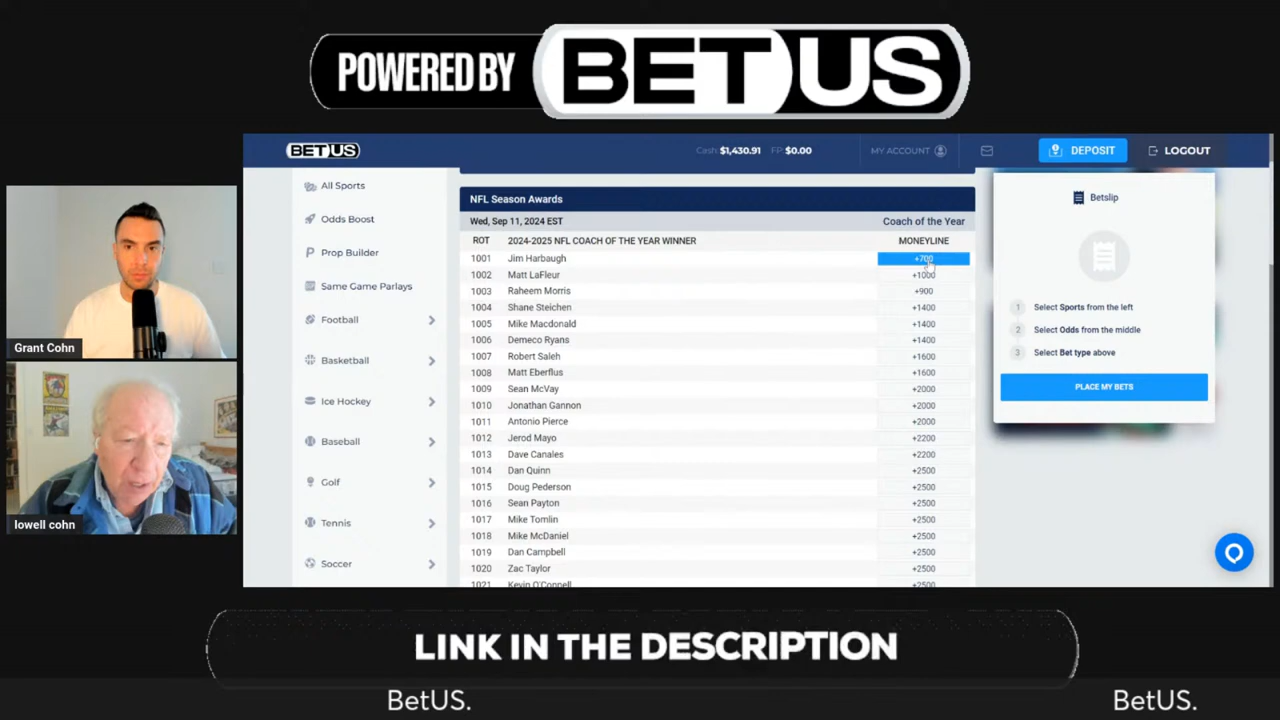 POWERED BY BETUS
BETUS
Cash: $1,430.91 FP: $0.00
MY ACCOUNT
DEPOSIT
LOGOUT
All Sports
Odds Boost
Prop Builder
Same Game Parlays
Football
Basketball
Ice Hockey
Baseball
Golf
Tennis
Soccer
NFL Season Awards
Wed, Sep 11, 2024 EST Coach of the Year
ROT 2024-2025 NFL COACH OF THE YEAR WINNER MONEYLINE
1001 Jim Harbaugh +700
1002 Matt LaFleur +1000
1003 Raheem Morris +900
1004 Shane Steichen +1400
1005 Mike Macdonald +1400
1006 Demeco Ryans +1400
1007 Robert Saleh +1600
1008 Matt Eberflus +1600
1009 Sean McVay +2000
1010 Jonathan Gannon +2000
1011 Antonio Pierce +2000
1012 Jerod Mayo +2200
1013 Dave Canales +2200
1014 Dan Quinn +2500
1015 Doug Pederson +2500
1016 Sean Payton +2500
1017 Mike Tomlin +2500
1018 Mike McDaniel +2500
1019 Dan Campbell +2500
1020 Zac Taylor +2500
1021 Kevin O'Connell +2500
Betslip
1 Select Sports from the left
2 Select Odds from the middle
3 Select Bet type above
PLACE MY BETS
Grant Cohn
lowell cohn
LINK IN THE DESCRIPTION
BetUS.
BetUS.